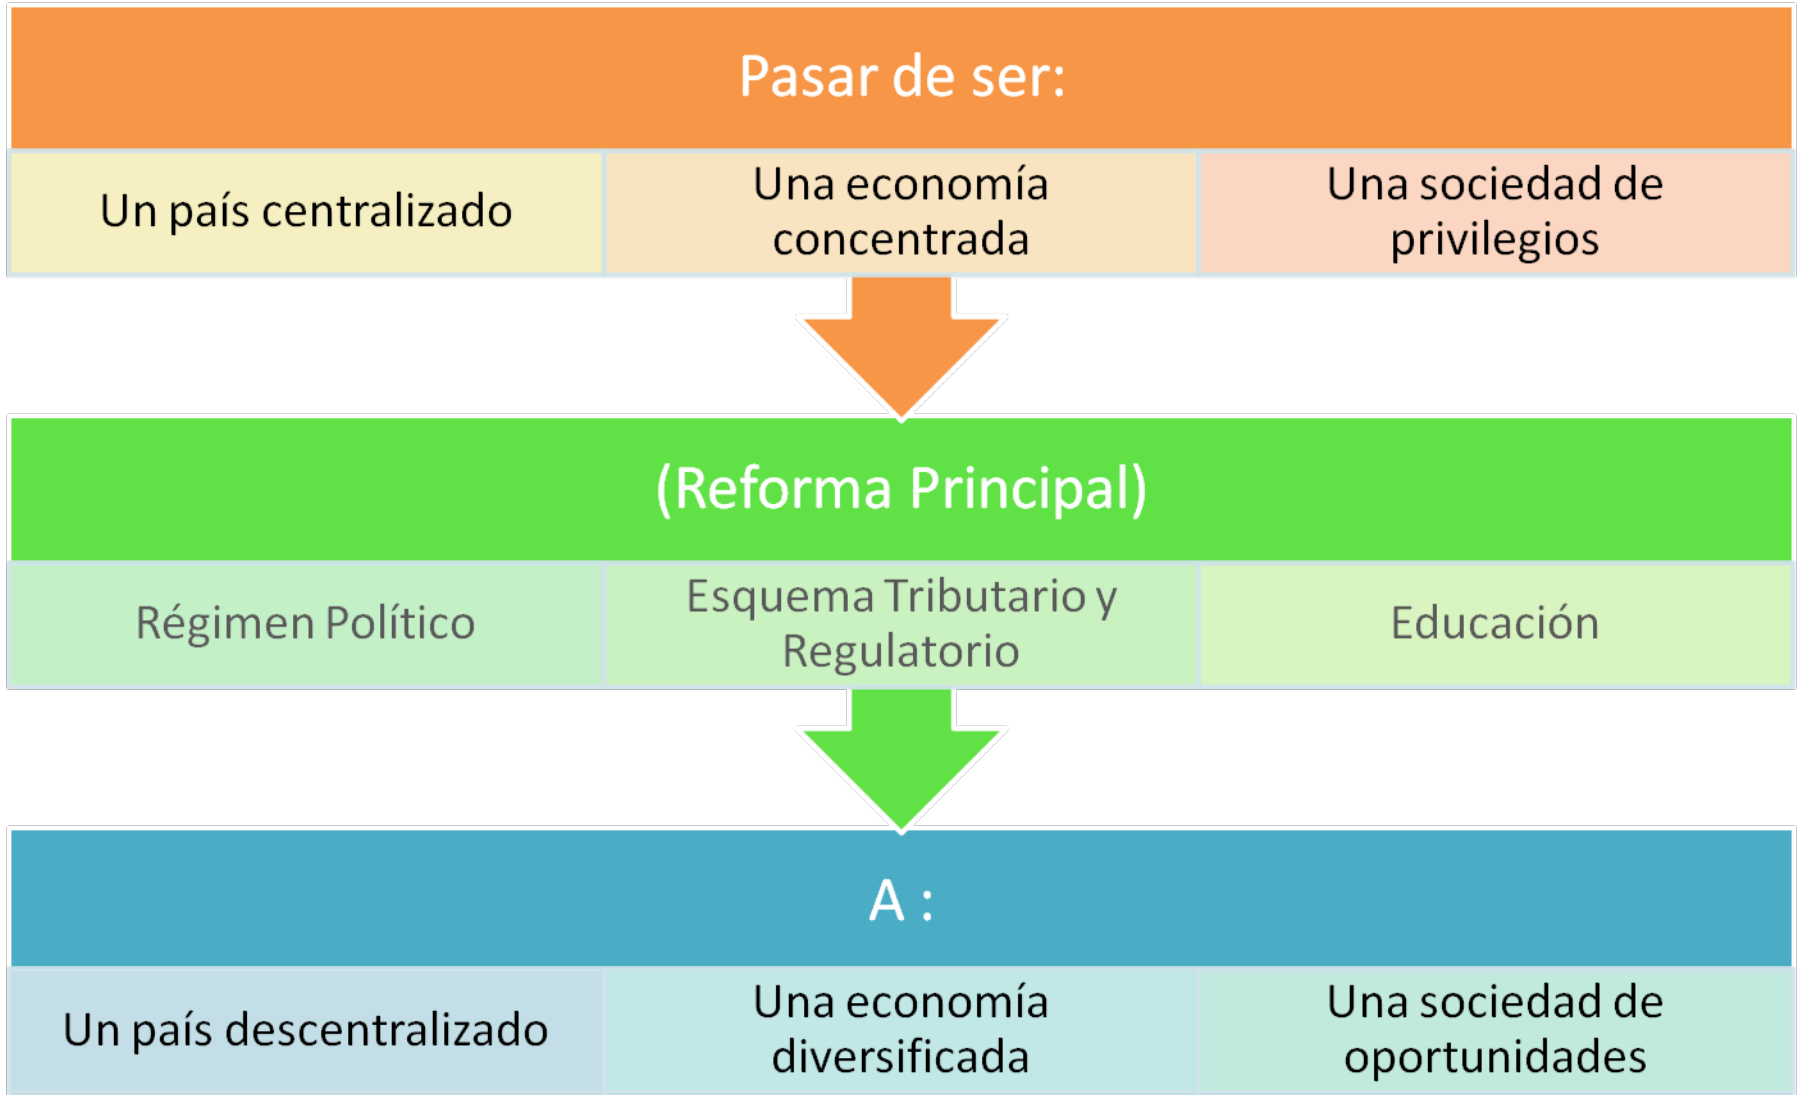 Pasar de ser:
Un país centralizado
Una economía
concentrada
Una sociedad de
privilegios
(Reforma Principal)
Régimen Político
Esquema Tributario y
Regulatorio
Educación
A :
Un país descentralizado
Una economía
diversificada
Una sociedad de
oportunidades